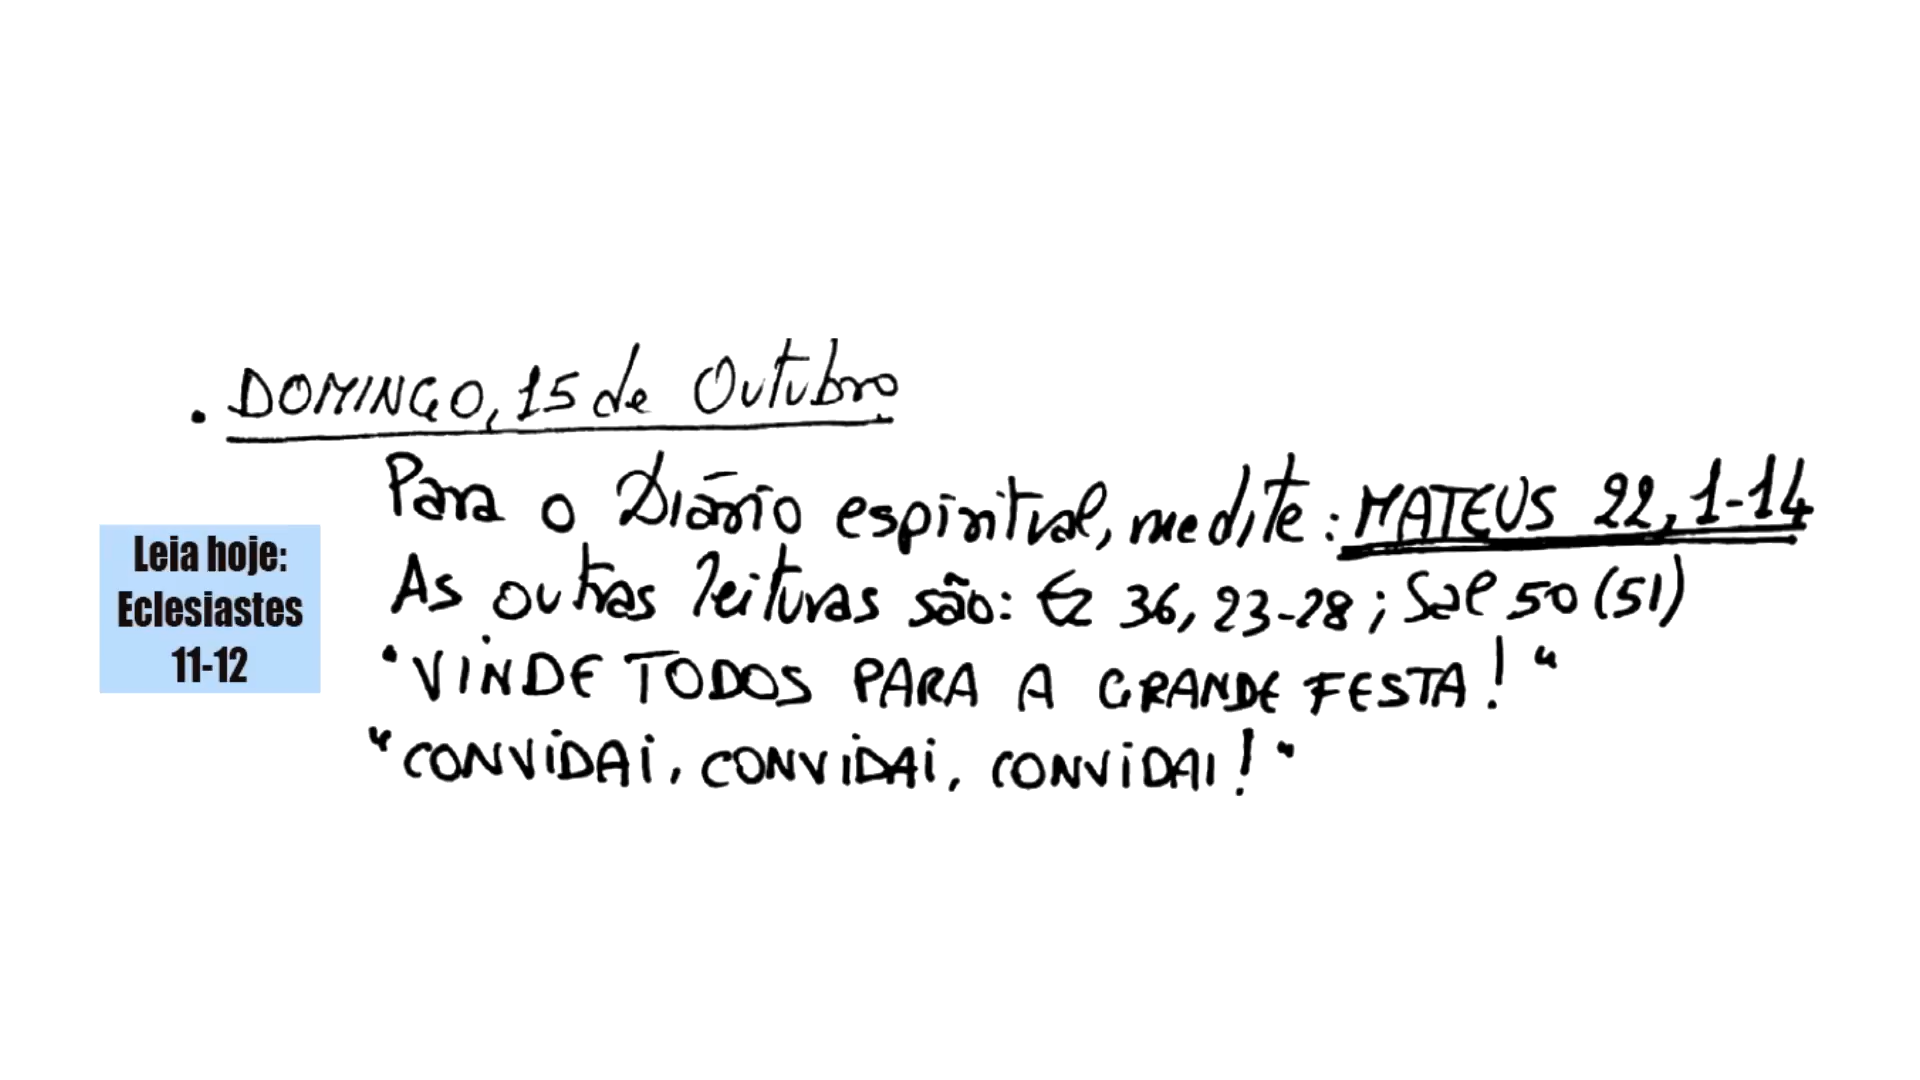 . DOMINGO, 15 de Outubro
Para o Diário espiritual, medite: MATEUS 22, 1-14
As outras leituras são: Ez 36, 23-28; Sal 50 (51)
"VINDE TODOS PARA A GRANDE FESTA!"
"CONVIDAI, CONVIDAI, CONVIDAI!"
Leia hoje:
Eclesiastes
11-12